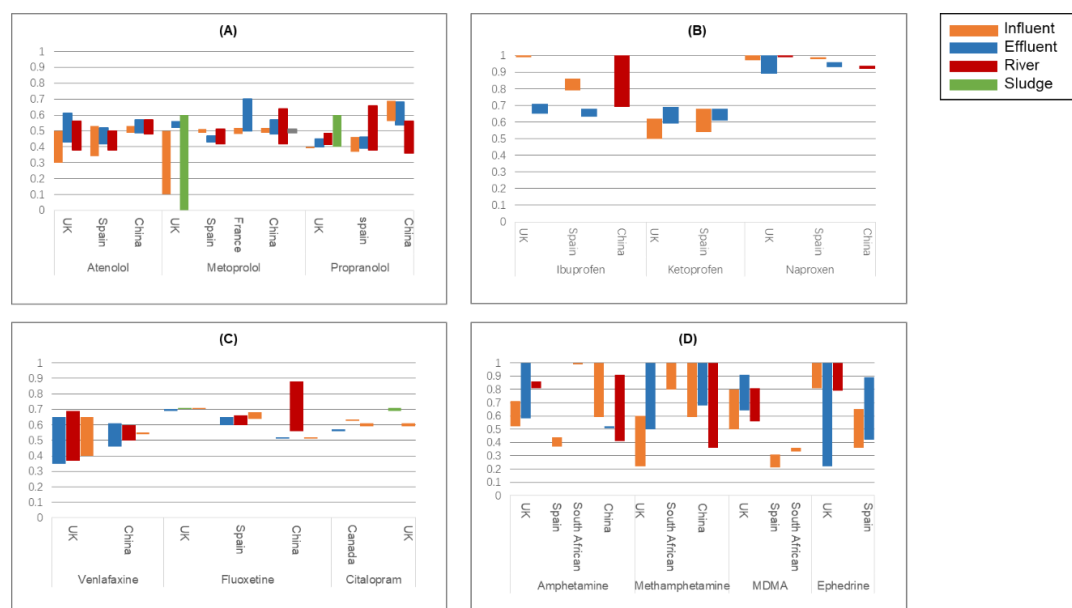 (A)
1
0.9
0.8
0.7
0.6
0.5
0.4
0.3
0.2
0.1
0
UK
Spain
China
UK
Spain
France
China
UK
spain
China
Atenolol
Metoprolol
Propranolol
(B)
1
0.9
0.8
0.7
0.6
0.5
0.4
0.3
0.2
0.1
0
UK
Spain
China
UK
Spain
UK
Spain
China
Ibuprofen
Ketoprofen
Naproxen
Influent
Effluent
River
Sludge
(C)
1
0.9
0.8
0.7
0.6
0.5
0.4
0.3
0.2
0.1
0
UK
China
UK
Spain
China
Canada
UK
Venlafaxine
Fluoxetine
Citalopram
(D)
1
0.9
0.8
0.7
0.6
0.5
0.4
0.3
0.2
0.1
0
UK
Spain
South African
China
UK
South African
China
UK
Spain
South African
UK
Spain
Amphetamine
Methamphetamine
MDMA
Ephedrine